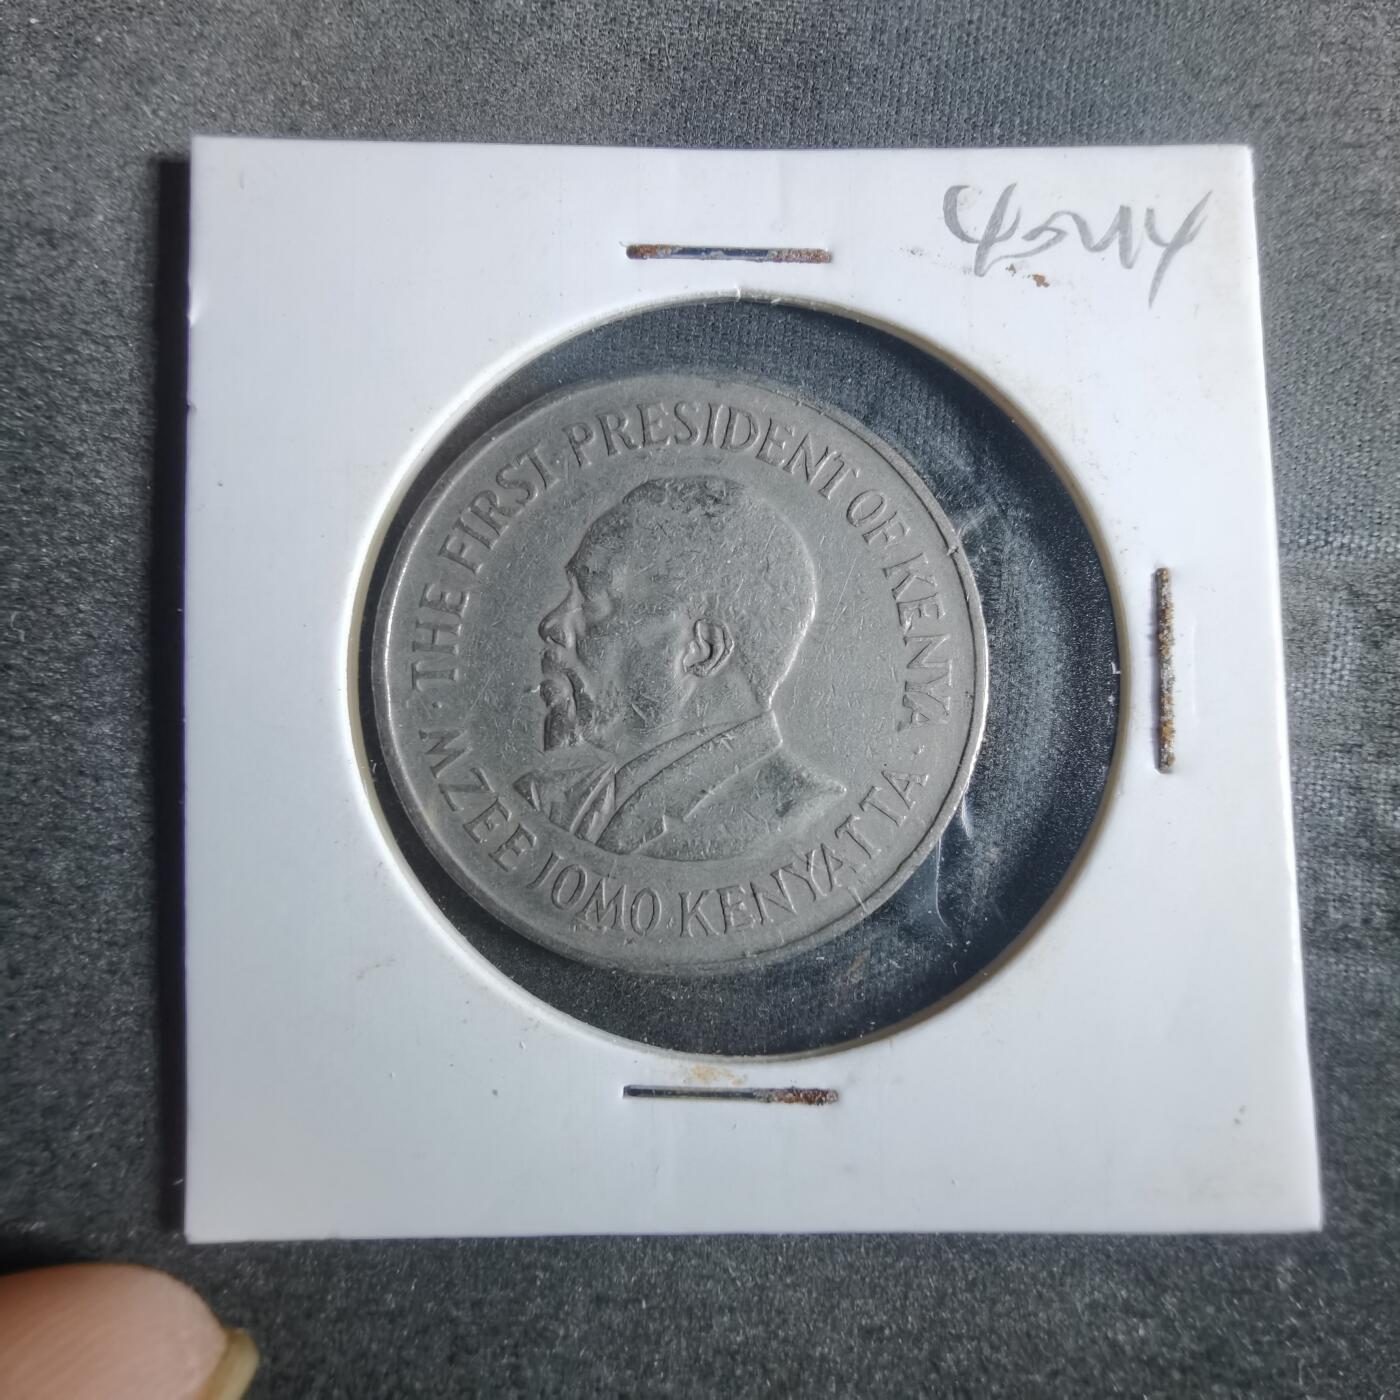 MZEE JOMO KENYATTA · THE FIRST PRESIDENT OF KENYA ·